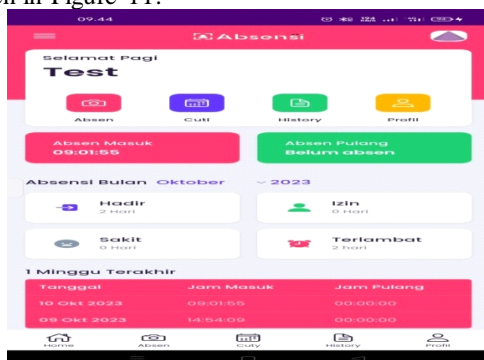 in Figure 11.
09.44
Absensi
Selamat Pagi
Test
Absen Cuti History Profil
Absen Masuk
09:01:55
Absen Pulang
Belum absen
Absensi Bulan Oktober 2023
Hadir
2 Hari
Izin
0 Hari
Sakit
0 Hari
Terlambat
2 hari
1 Minggu Terakhir
Tanggal Jam Masuk Jam Pulang
10 Okt 2023 09:01:55 00:00:00
09 Okt 2023 14:54:09 00:00:00
Home Absen Cuty History Profil